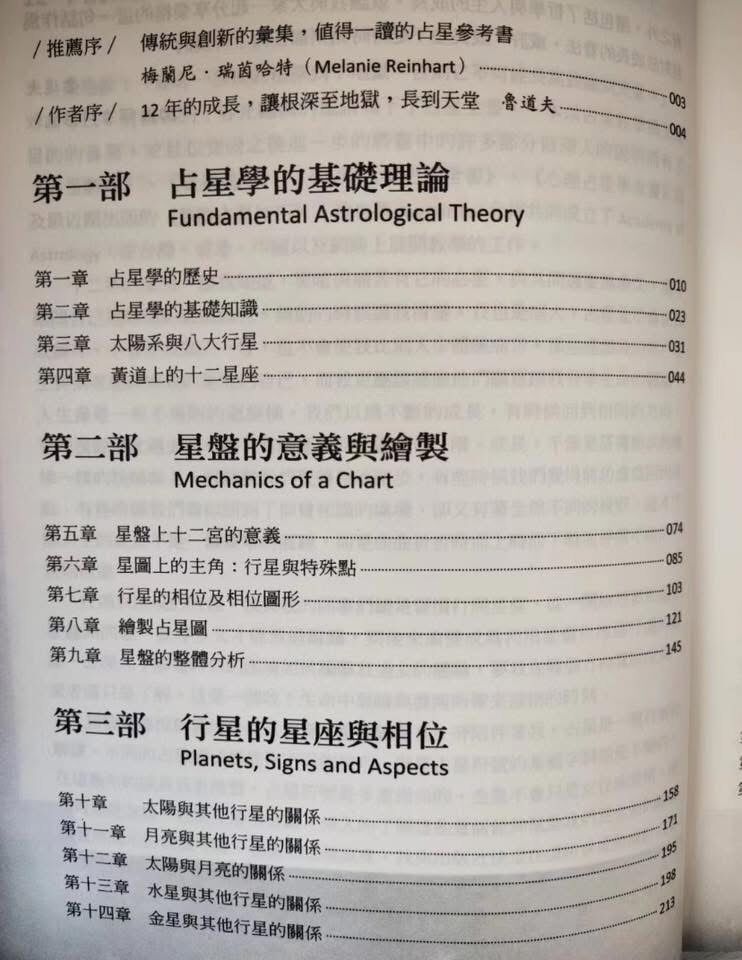 /推薦序/ 傳統與創新的彙集，值得一讀的占星參考書
梅蘭尼．瑞茵哈特（Melanie Reinhart） 003
/作者序/ 12年的成長，讓根深至地獄，長到天堂 魯道夫 004
第一部 占星學的基礎理論
Fundamental Astrological Theory
第一章 占星學的歷史 010
第二章 占星學的基礎知識 023
第三章 太陽系與八大行星 031
第四章 黃道上的十二星座 044
第二部 星盤的意義與繪製
Mechanics of a Chart
第五章 星盤上十二宮的意義 074
第六章 星圖上的主角：行星與特殊點 085
第七章 行星的相位及相位圖形 103
第八章 繪製占星圖 121
第九章 星盤的整體分析 145
第三部 行星的星座與相位
Planets, Signs and Aspects
第十章 太陽與其他行星的關係 158
第十一章 月亮與其他行星的關係 171
第十二章 太陽與月亮的關係 195
第十三章 水星與其他行星的關係 198
第十四章 金星與其他行星的關係 213